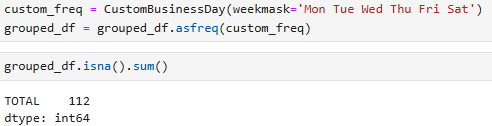 custom_freq = CustomBusinessDay(weekmask='Mon Tue Wed Thu Fri Sat')
grouped_df = grouped_df.asfreq(custom_freq)
grouped_df.isna().sum()
TOTAL    112
dtype: int64